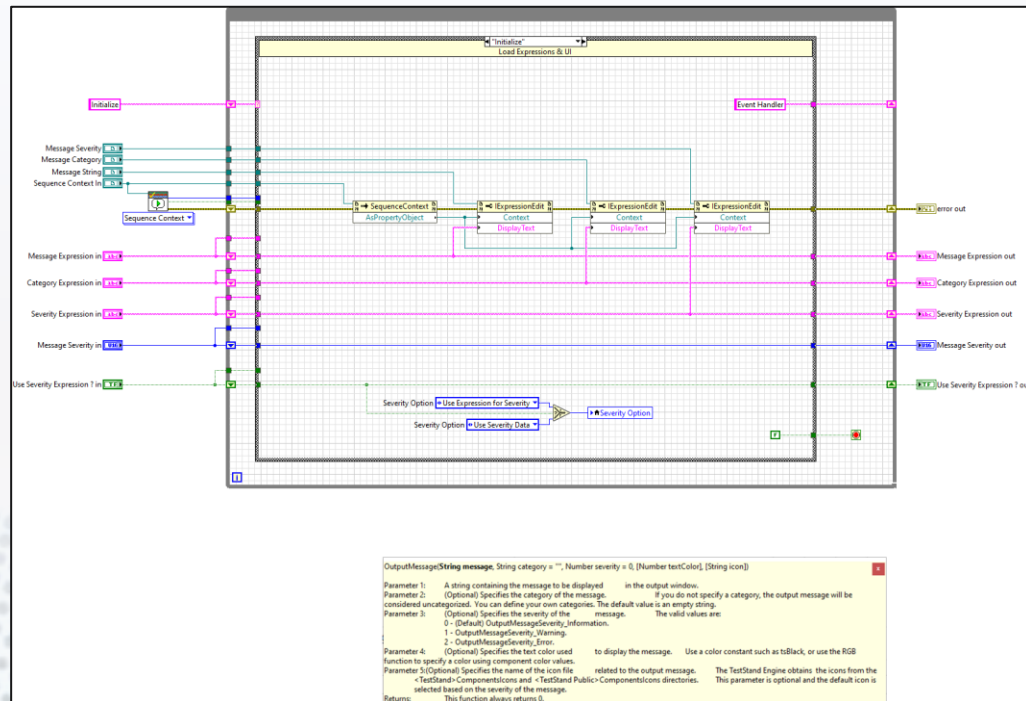 "Initialize"
Load Expressions & UI
Initialize
Event Handler
Message Severity
Message Category
Message String
Sequence Context In
Sequence Context
SequenceContext
AsPropertyObject
IExpressionEdit
Context
DisplayText
IExpressionEdit
Context
DisplayText
IExpressionEdit
Context
DisplayText
error out
Message Expression in
abc
Message Expression out
Category Expression in
abc
Category Expression out
Severity Expression in
abc
Severity Expression out
Message Severity in
U16
Message Severity out
Use Severity Expression ? in
TF
Use Severity Expression ? ou
Severity Option
Use Expression for Severity
Severity Option
Severity Option
Use Severity Data
F
i
OutputMessage(String message, String category = "", Number severity = 0, [Number textColor], [String icon])
x
Parameter 1: A string containing the message to be displayed in the output window.
Parameter 2: (Optional) Specifies the category of the message. If you do not specify a category, the output message will be
considered uncategorized. You can define your own categories. The default value is an empty string.
Parameter 3: (Optional) Specifies the severity of the message. The valid values are:
0 - (Default) OutputMessageSeverity_Information.
1 - OutputMessageSeverity_Warning.
2 - OutputMessageSeverity_Error.
Parameter 4: (Optional) Specifies the text color used to display the message. Use a color constant such as tsBlack, or use the RGB
function to specify a color using component color values.
Parameter 5:(Optional) Specifies the name of the icon file related to the output message. The TestStand Engine obtains the icons from the
<TestStand>ComponentsIcons and <TestStand Public>ComponentsIcons directories. This parameter is optional and the default icon is
selected based on the severity of the message.
Returns: This function always returns 0.